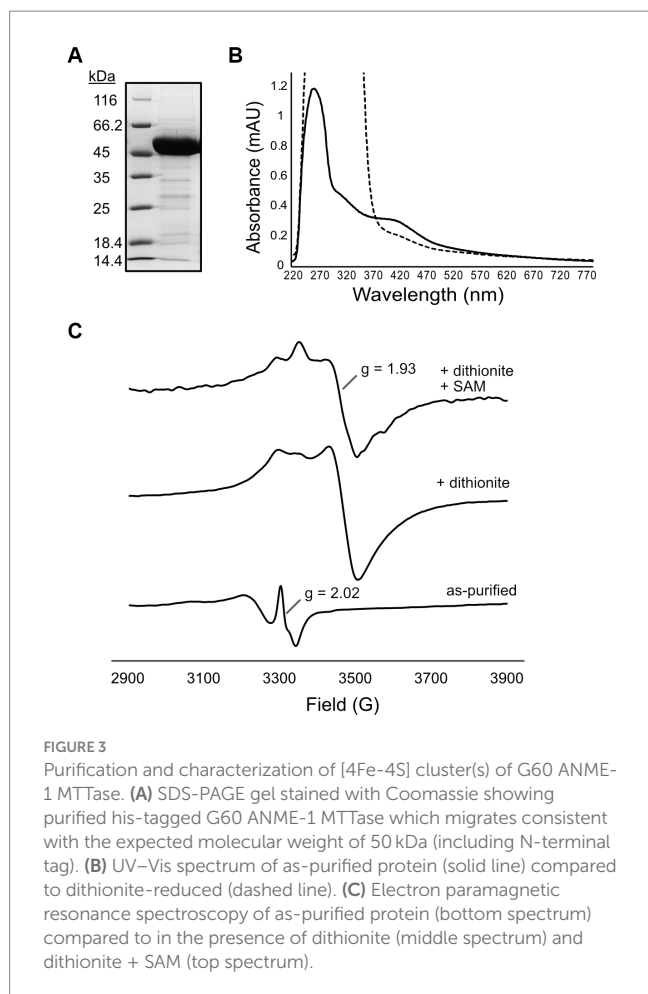 A
kDa
116
66.2
45
35
25
18.4
14.4
B
Absorbance (mAU)
1.2
1
0.8
0.6
0.4
0.2
0
220 270 320 370 420 470 520 570 620 670 720 770
Wavelength (nm)
C
g = 1.93
+ dithionite
+ SAM
+ dithionite
as-purified
g = 2.02
2900 3100 3300 3500 3700 3900
Field (G)
FIGURE 3
Purification and characterization of [4Fe-4S] cluster(s) of G60 ANME-
1 MTTase. (A) SDS-PAGE gel stained with Coomassie showing
purified his-tagged G60 ANME-1 MTTase which migrates consistent
with the expected molecular weight of 50 kDa (including N-terminal
tag). (B) UV–Vis spectrum of as-purified protein (solid line) compared
to dithionite-reduced (dashed line). (C) Electron paramagnetic
resonance spectroscopy of as-purified protein (bottom spectrum)
compared to in the presence of dithionite (middle spectrum) and
dithionite + SAM (top spectrum).